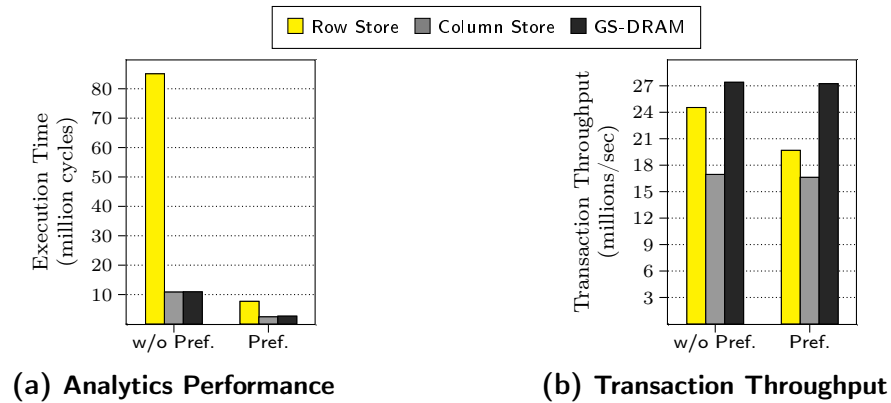 Row Store Column Store GS-DRAM
Execution Time
(million cycles)
80
70
60
50
40
30
20
10
w/o Pref. Pref.
(a) Analytics Performance
Transaction Throughput
(millions/sec)
27
24
21
18
15
12
9
6
3
w/o Pref. Pref.
(b) Transaction Throughput